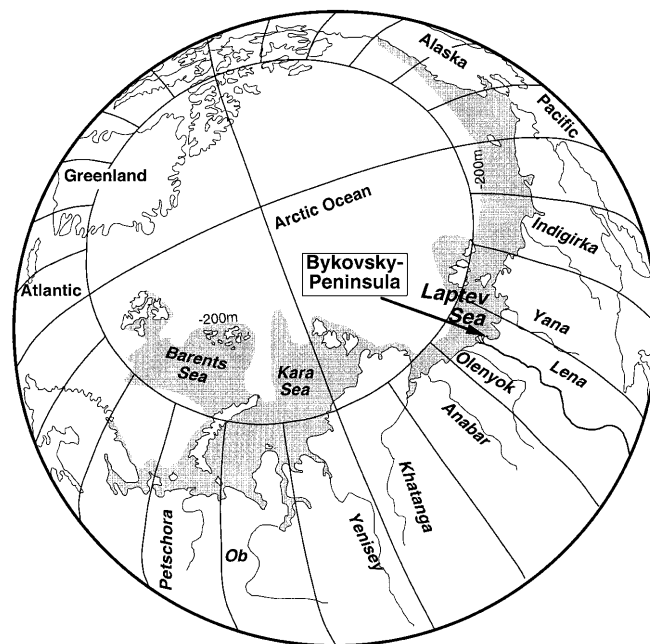 Alaska
Pacific
Greenland
-200m
Arctic Ocean
Indigirka
Bykovsky-
Peninsula
Atlantic
Laptev
Sea
-200m
Yana
Barents
Sea
Kara
Sea
Olenyok
Lena
Anabar
Khatanga
Petschora
Ob
Yenisey